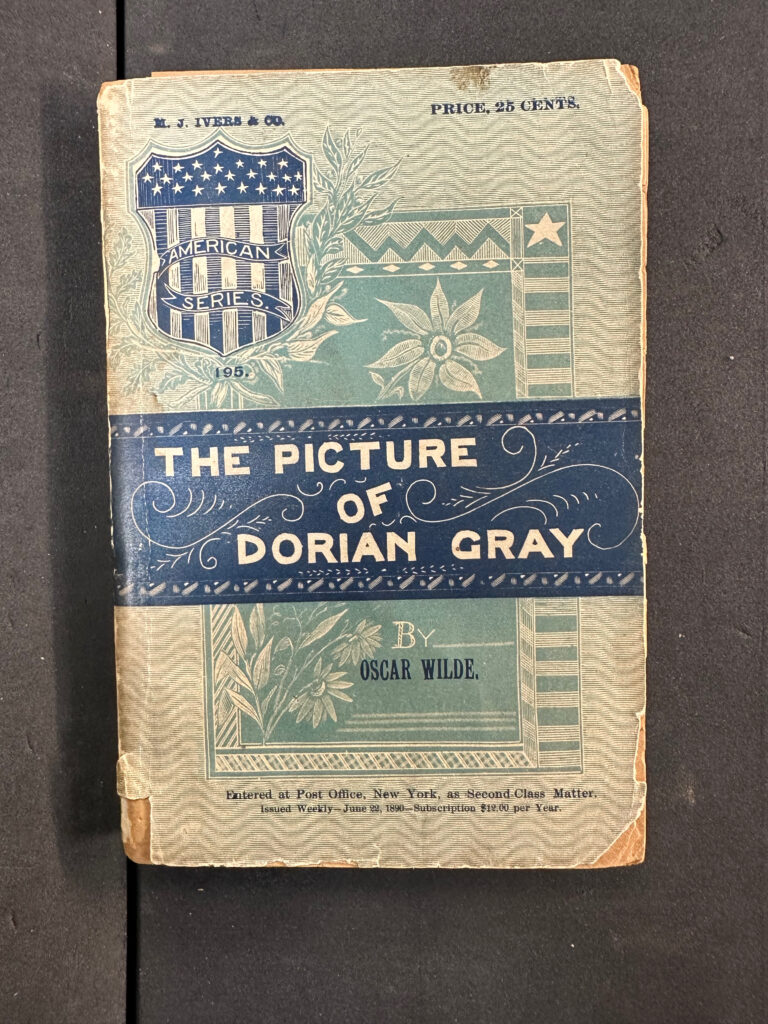 M. J. IVERS & CO.
PRICE, 25 CENTS.
AMERICAN
SERIES.
195.
THE PICTURE
OF
DORIAN GRAY
BY
OSCAR WILDE.
Entered at Post Office, New York, as Second-Class Matter.
Issued Weekly—June 22, 1890—Subscription $12.00 per Year.